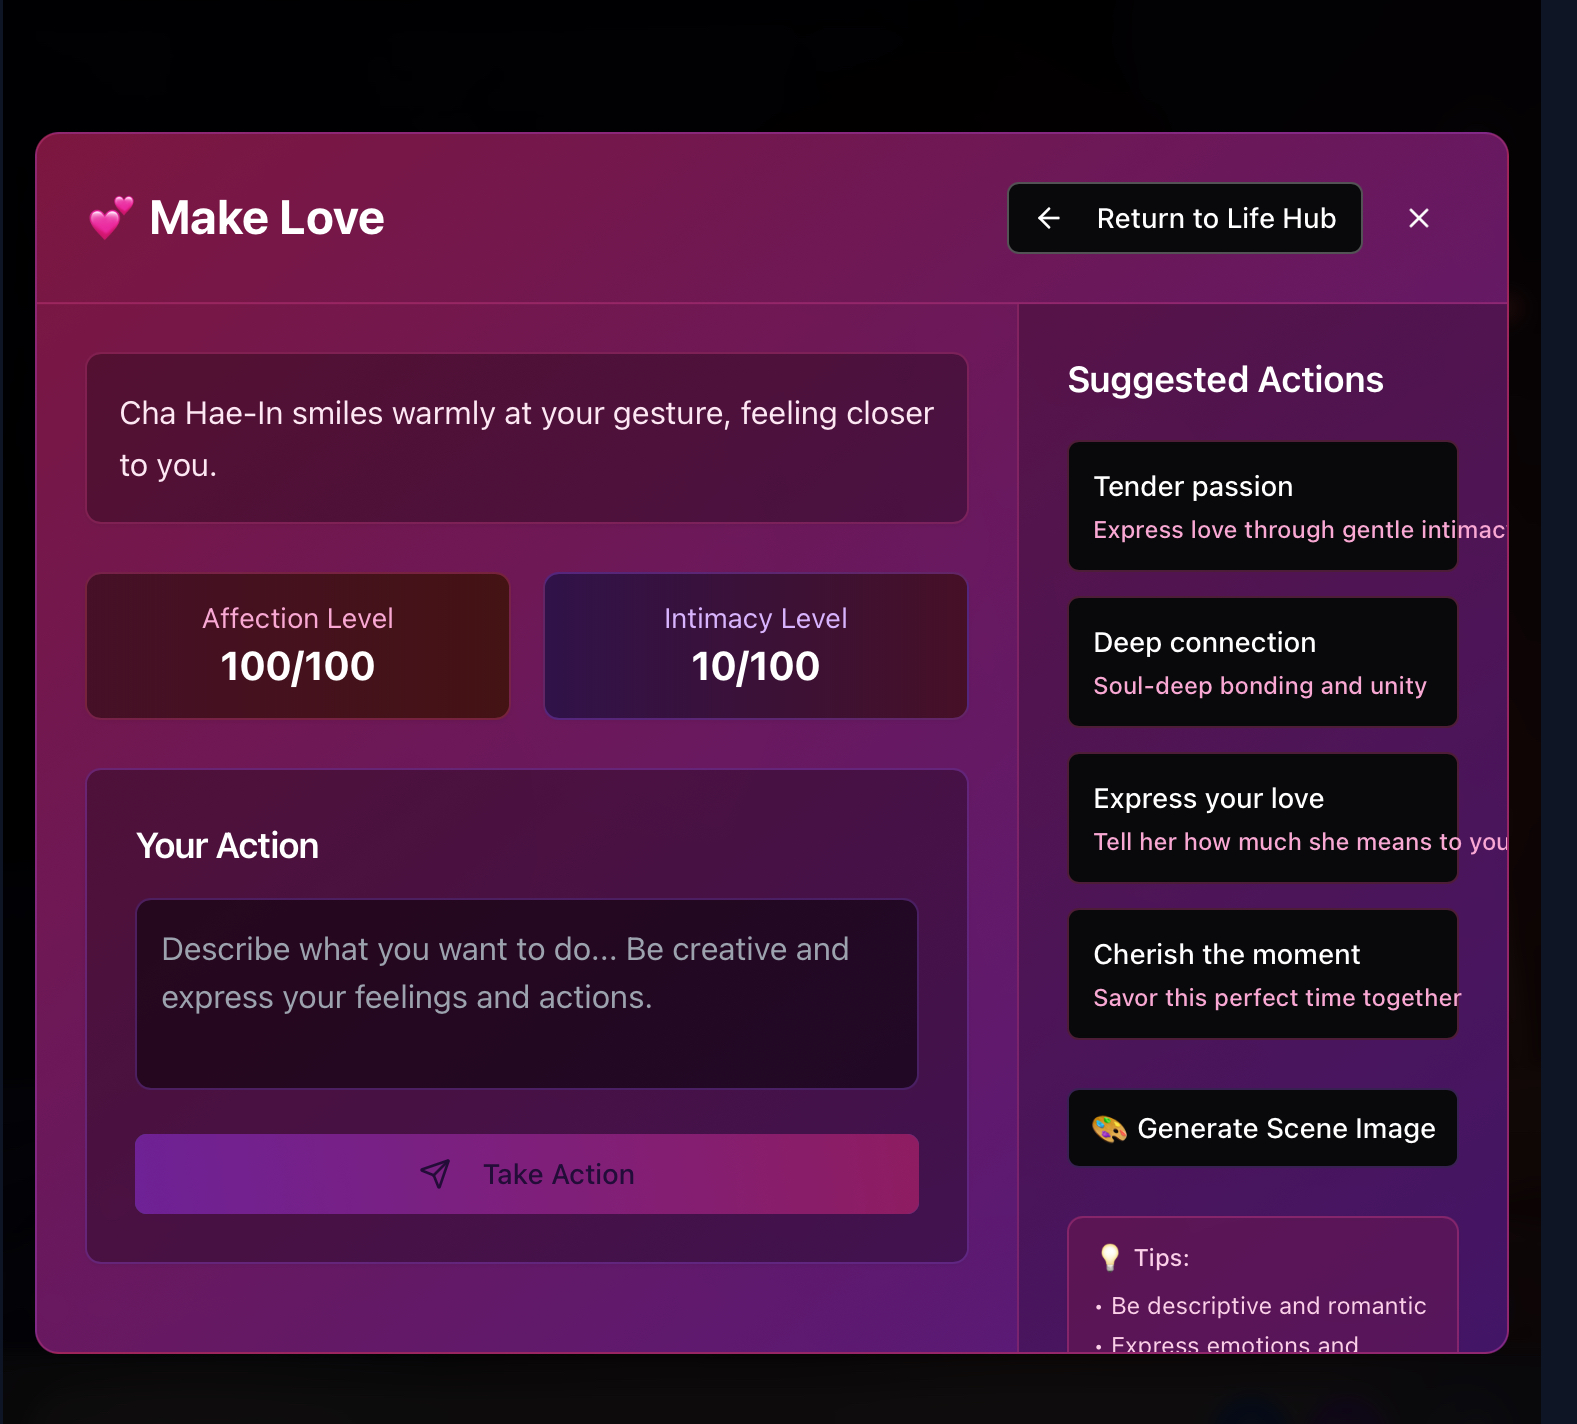 Make Love
Return to Life Hub
Cha Hae-In smiles warmly at your gesture, feeling closer
to you.
Affection Level
100/100
Intimacy Level
10/100
Your Action
Describe what you want to do... Be creative and
express your feelings and actions.
Take Action
Suggested Actions
Tender passion
Express love through gentle intimac
Deep connection
Soul-deep bonding and unity
Express your love
Tell her how much she means to you
Cherish the moment
Savor this perfect time together
Generate Scene Image
Tips:
• Be descriptive and romantic
• Express emotions and